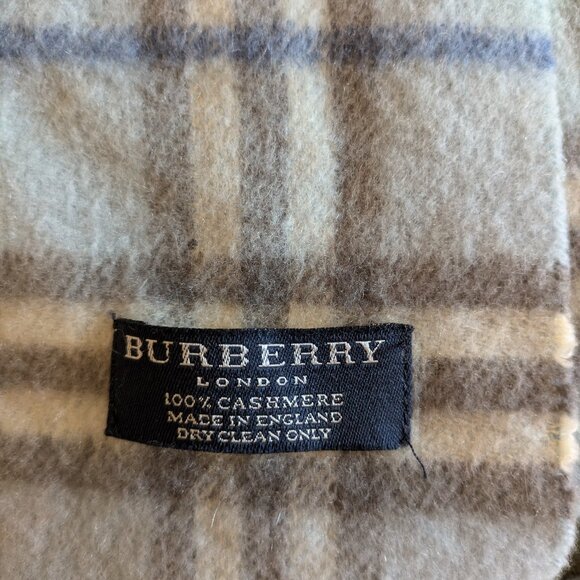 BURBERRY
LONDON
100% CASHMERE
MADE IN ENGLAND
DRY CLEAN ONLY